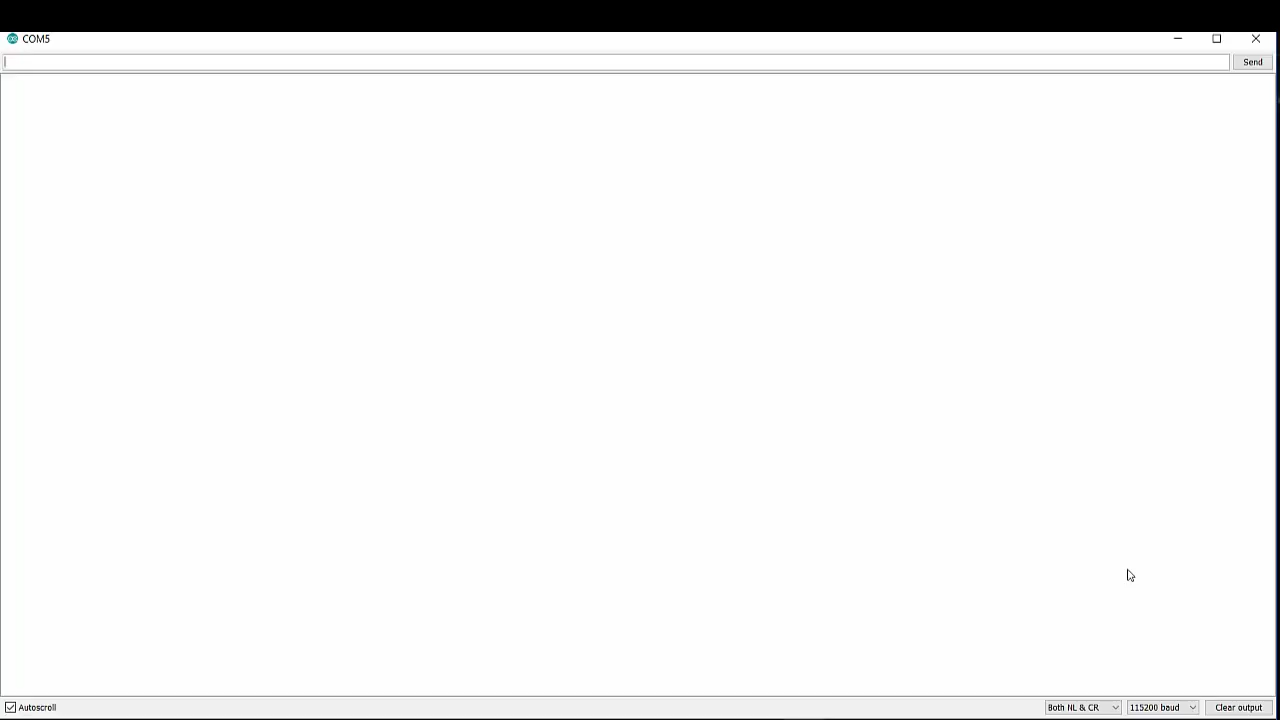 COM5
Send
Autoscroll
Both NL & CR
115200 baud
Clear output